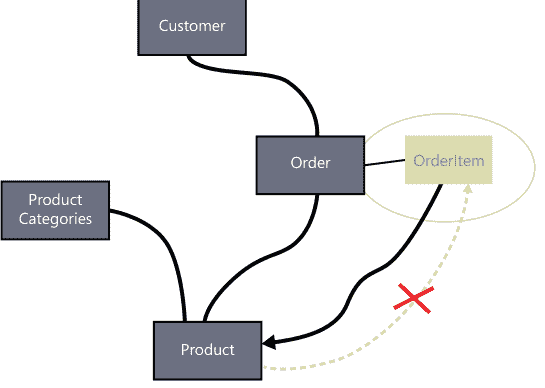 Customer
Order
OrderItem
Product
Categories
Product